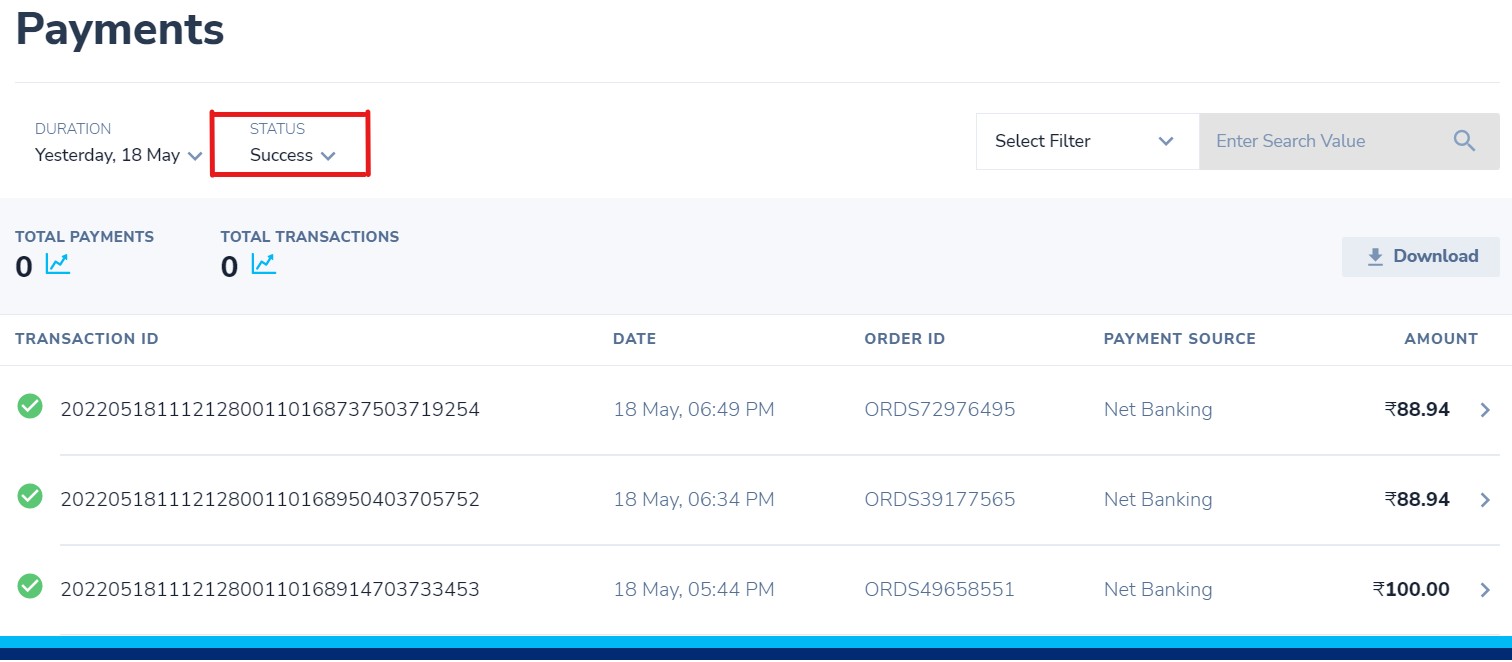 Payments
DURATION STATUS
Yesterday, 18 May Success Select Filter Enter Search Value
TOTAL PAYMENTS TOTAL TRANSACTIONS
0 0 Download
TRANSACTION ID DATE ORDER ID PAYMENT SOURCE AMOUNT
20220518111212800110168737503719254 18 May, 06:49 PM ORDS72976495 Net Banking ₹88.94
20220518111212800110168950403705752 18 May, 06:34 PM ORDS39177565 Net Banking ₹88.94
20220518111212800110168914703733453 18 May, 05:44 PM ORDS49658551 Net Banking ₹100.00